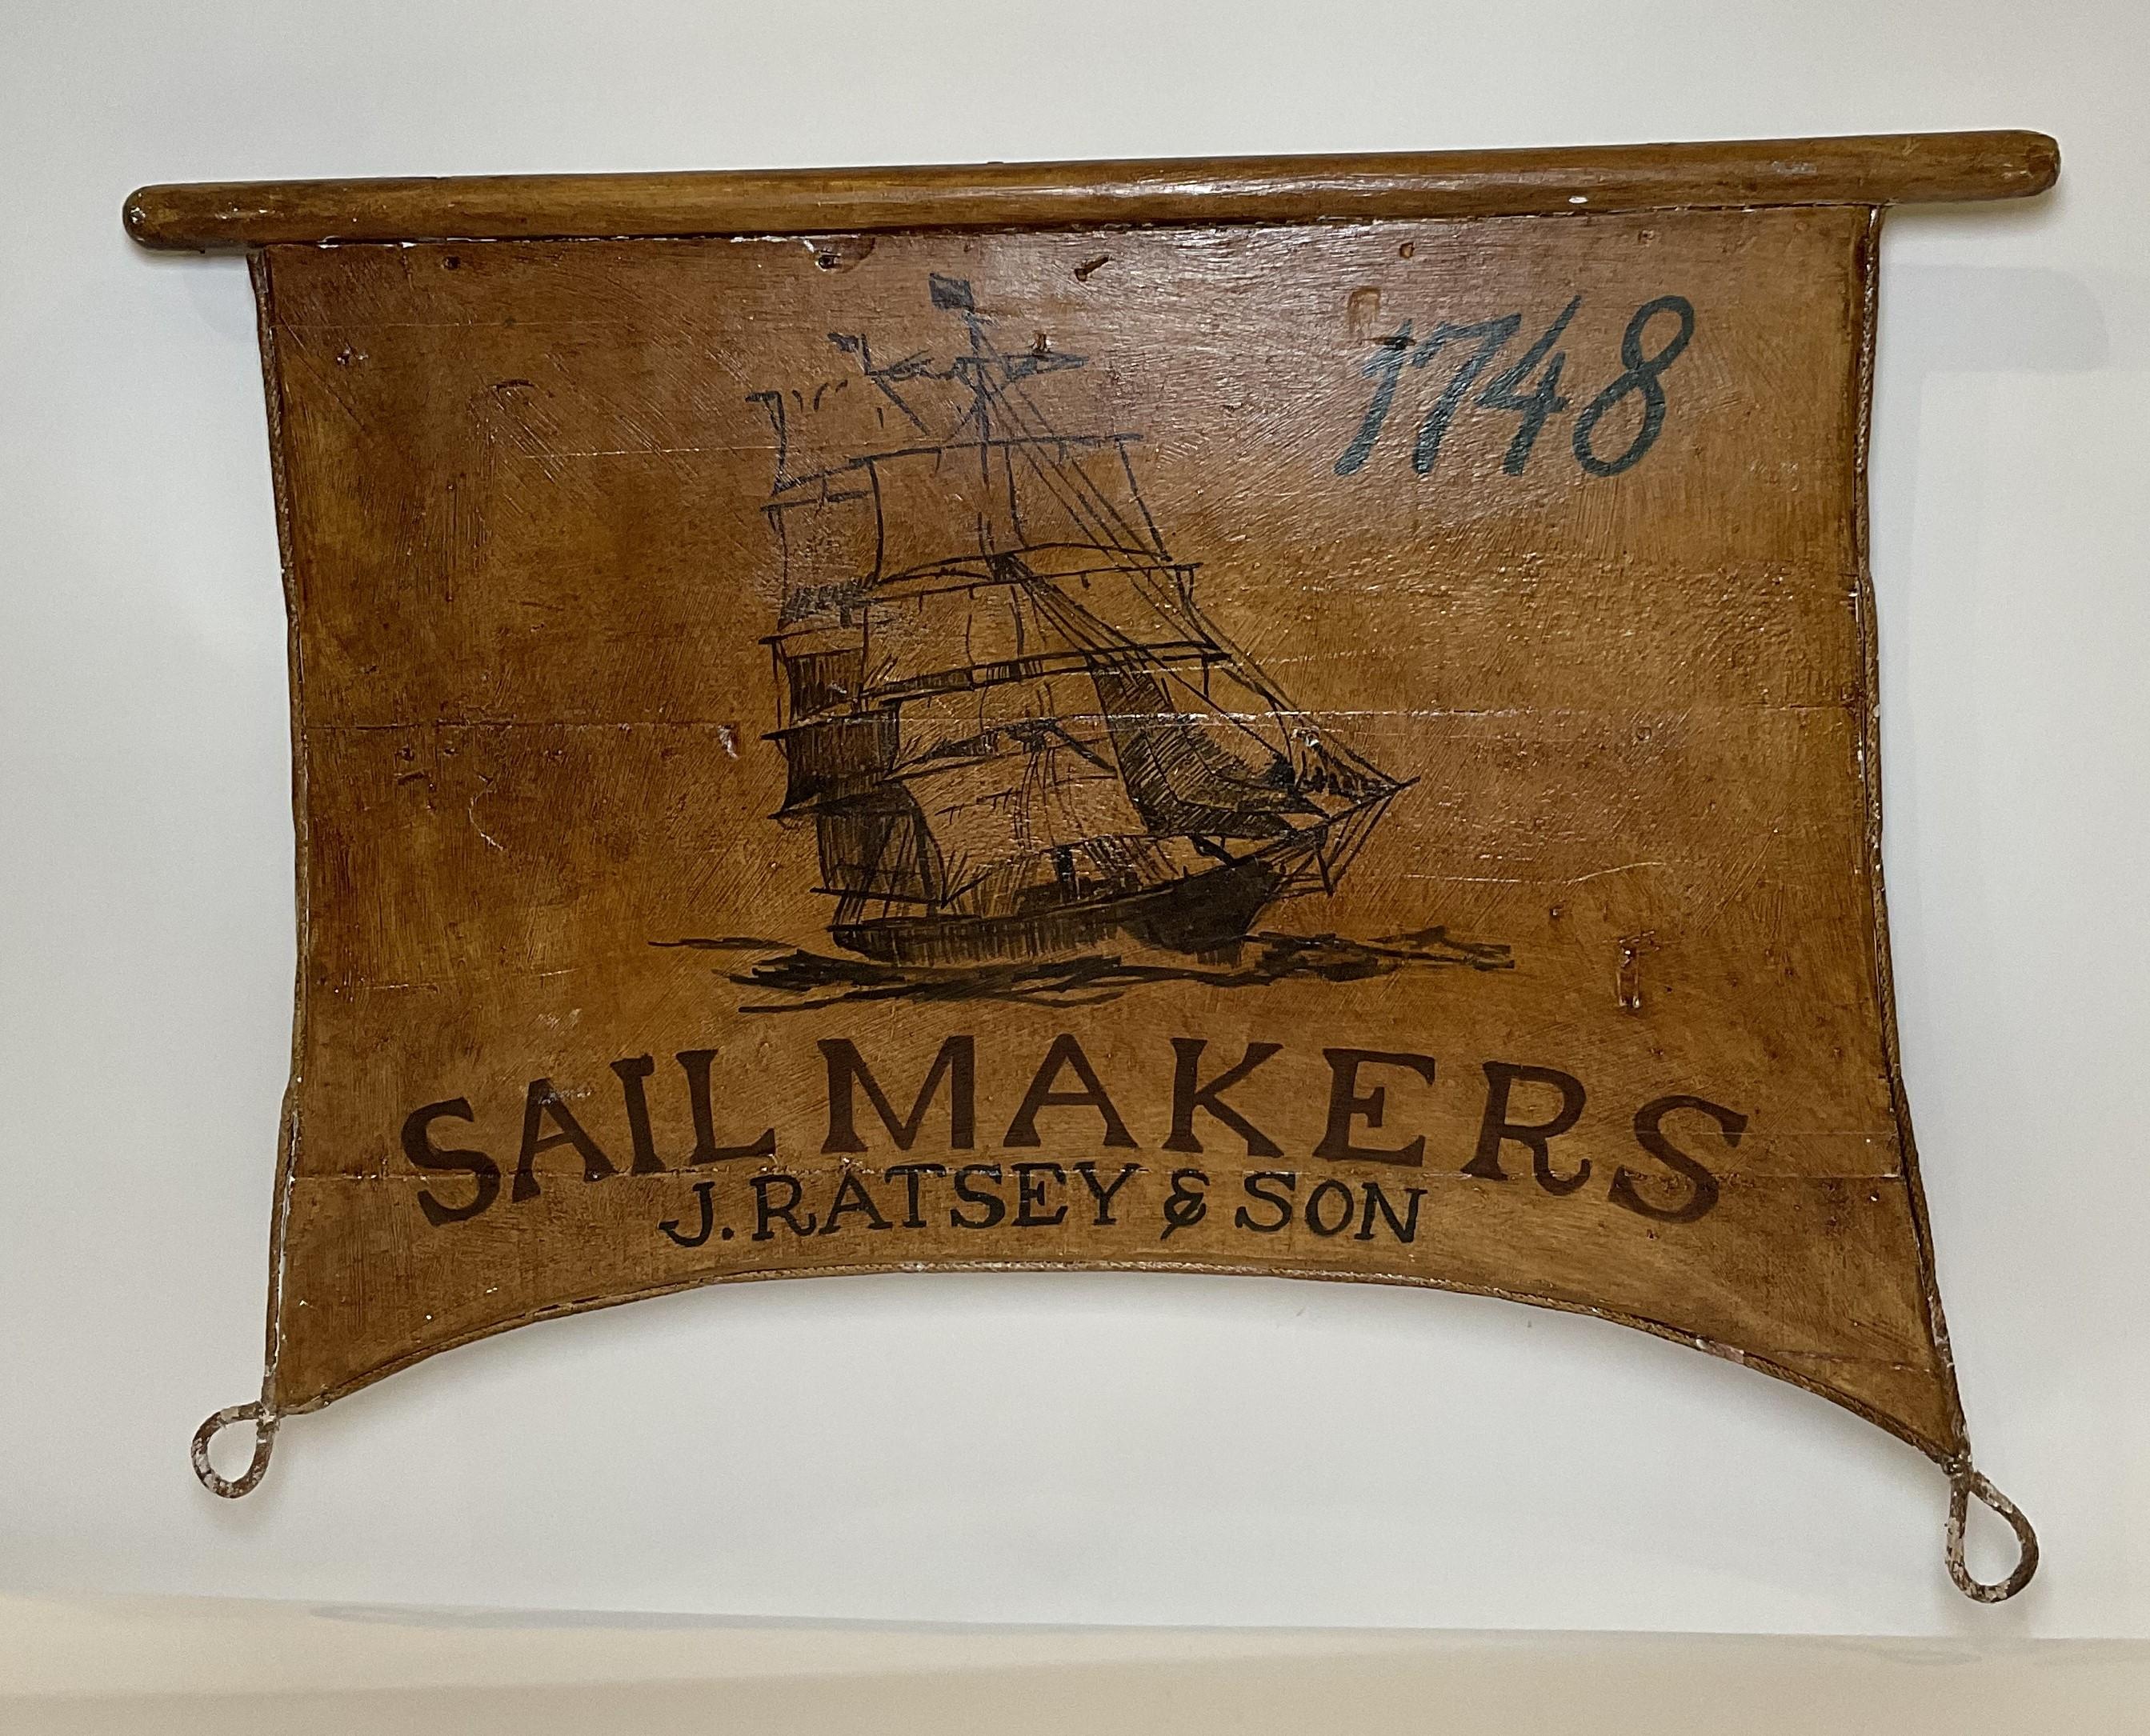 1748
SAIL MAKERS
J. RATSEY & SON